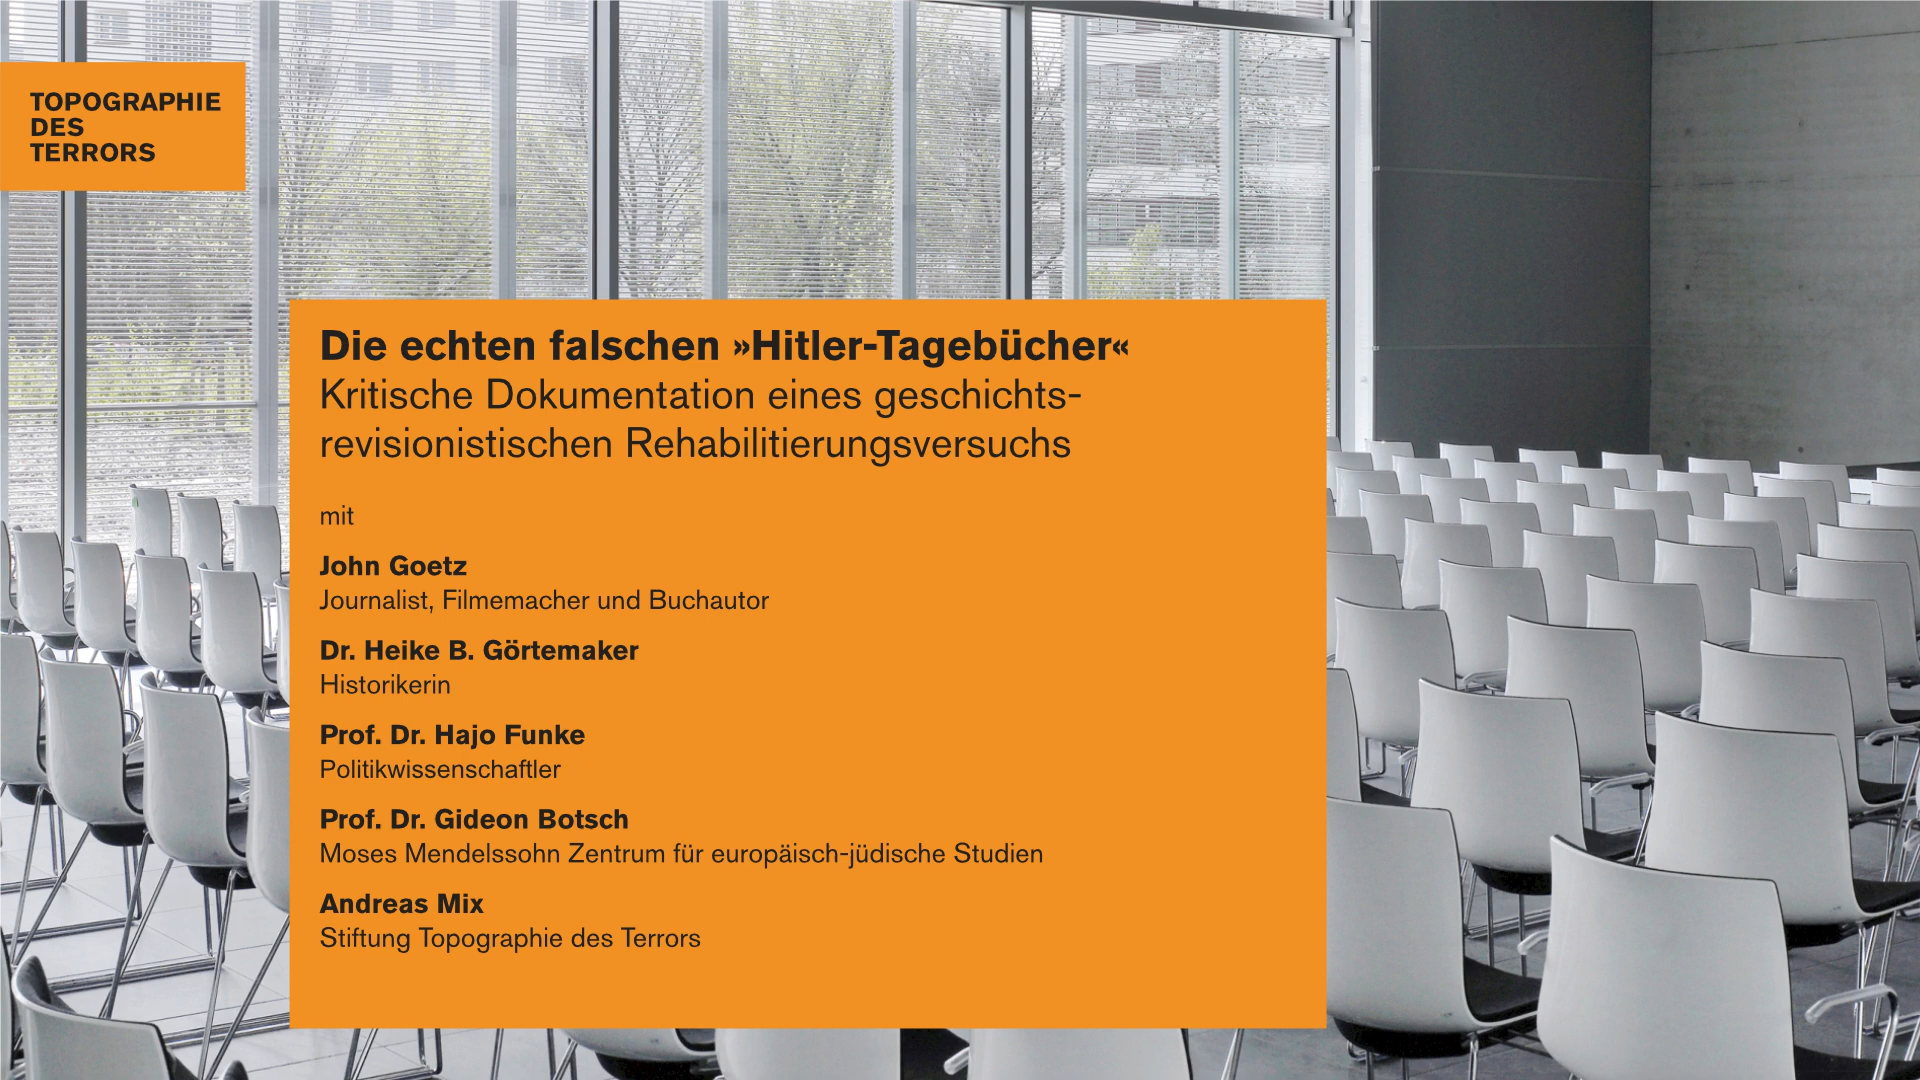 TOPOGRAPHIE
DES
TERRORS
Die echten falschen »Hitler-Tagebücher«
Kritische Dokumentation eines geschichts-
revisionistischen Rehabilitierungsversuchs
mit
John Goetz
Journalist, Filmemacher und Buchautor
Dr. Heike B. Görtemaker
Historikerin
Prof. Dr. Hajo Funke
Politikwissenschaftler
Prof. Dr. Gideon Botsch
Moses Mendelssohn Zentrum für europäisch-jüdische Studien
Andreas Mix
Stiftung Topographie des Terrors